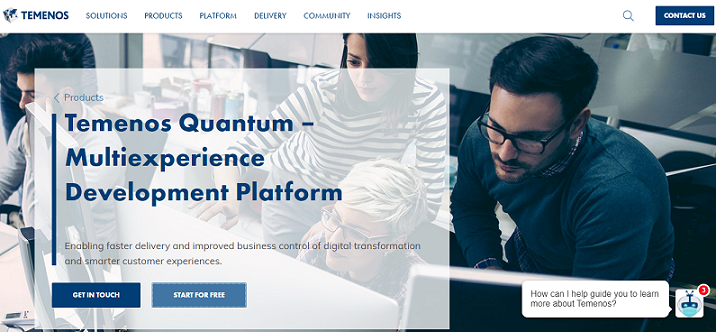 TEMENOS SOLUTIONS PRODUCTS PLATFORM DELIVERY COMMUNITY INSIGHTS CONTACT US
Products
Temenos Quantum –
Multiexperience
Development Platform
Enabling faster delivery and improved business control of digital transformation
and smarter customer experiences.
GET IN TOUCH START FOR FREE
How can I help guide you to learn
more about Temenos?
3